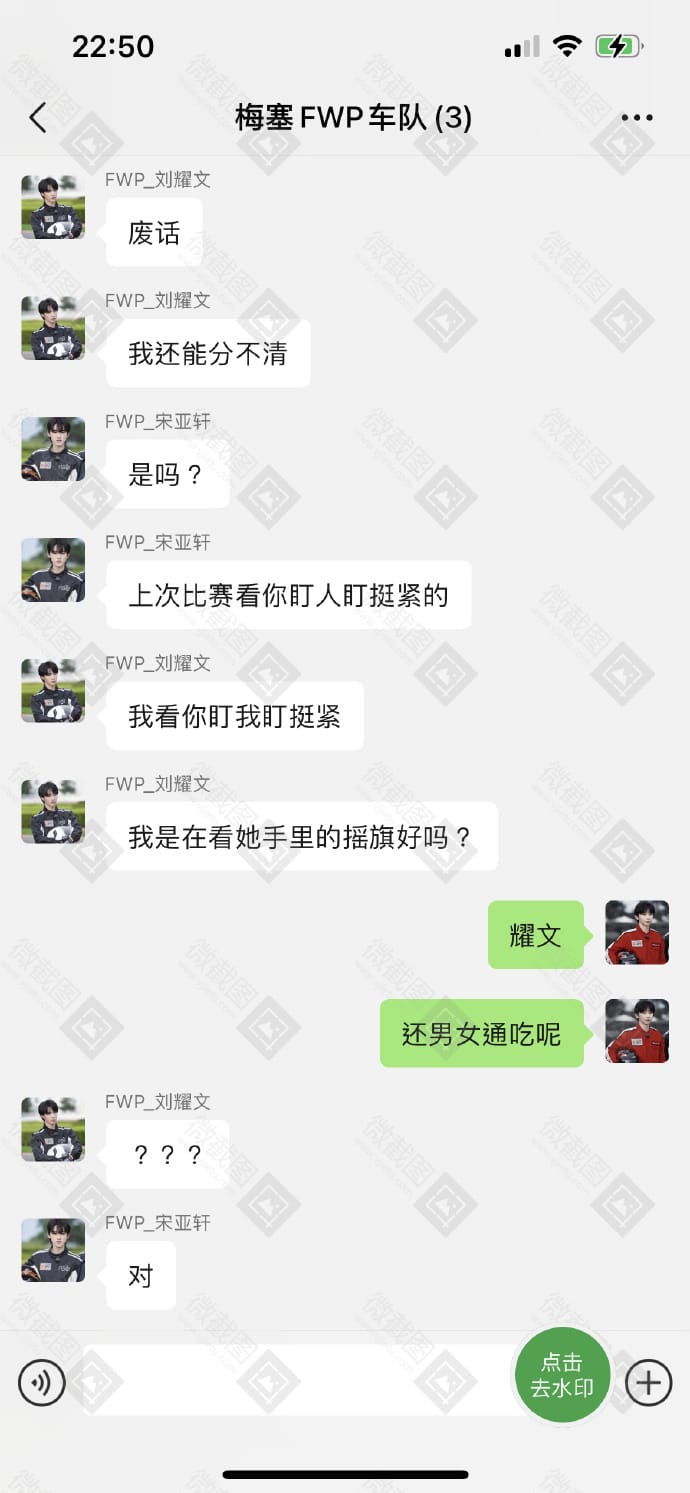 22:50
梅塞FWP车队(3)
FWP_刘耀文
废话
FWP_刘耀文
我还能分不清
FWP_宋亚轩
是吗？
FWP_宋亚轩
上次比赛看你盯人盯挺紧的
FWP_刘耀文
我看你盯我盯挺紧
FWP_刘耀文
我是在看她手里的摇旗好吗？
耀文
还男女通吃呢
FWP_刘耀文
？？？
FWP_宋亚轩
对
点击
去水印
微截图